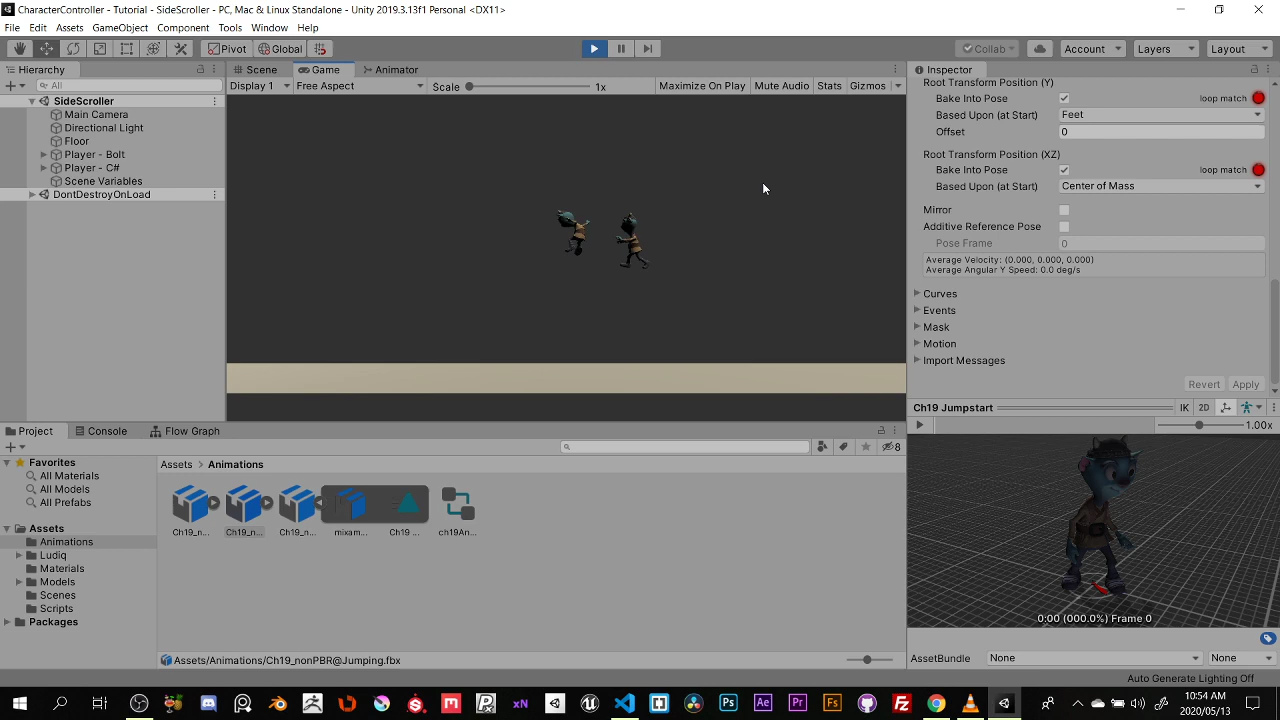 CharacterController - Tutorial - SideScroller - PC, Mac & Linux Standalone - Unity 2019.3.13f1 Personal <DX11>
File Edit Assets GameObject Component Tools Window Help
Pivot Global Collab Account Layers Layout
Hierarchy
All
SideScroller
Main Camera
Directional Light
Floor
Player - Bolt
Player - C#
Scene Variables
DontDestroyOnLoad
Scene Game Animator
Display 1 Free Aspect Scale 1x Maximize On Play Mute Audio Stats Gizmos
Inspector
Root Transform Position (Y)
Bake Into Pose loop match
Based Upon (at Start) Feet
Offset 0
Root Transform Position (XZ)
Bake Into Pose loop match
Based Upon (at Start) Center of Mass
Mirror
Additive Reference Pose
Pose Frame 0
Average Velocity: (0.000, 0.000, 0.000)
Average Angular Y Speed: 0.0 deg/s
Curves
Events
Mask
Motion
Import Messages
Revert Apply
Ch19 Jumpstart IK 2D
1.00x
0:00 (000.0%) Frame 0
AssetBundle None None
Auto Generate Lighting Off
Project Console Flow Graph
8
Favorites
All Materials
All Models
All Prefabs
Assets
Animations
Ludiq
Materials
Models
Scenes
Scripts
Packages
Assets > Animations
Ch19_n... Ch19_n... Ch19_n... mixam... Ch19 ... ch19An...
Assets/Animations/Ch19_nonPBR@Jumping.fbx
xN Ps Ae Pr Fs Fz
10:54 AM
2020/05/13